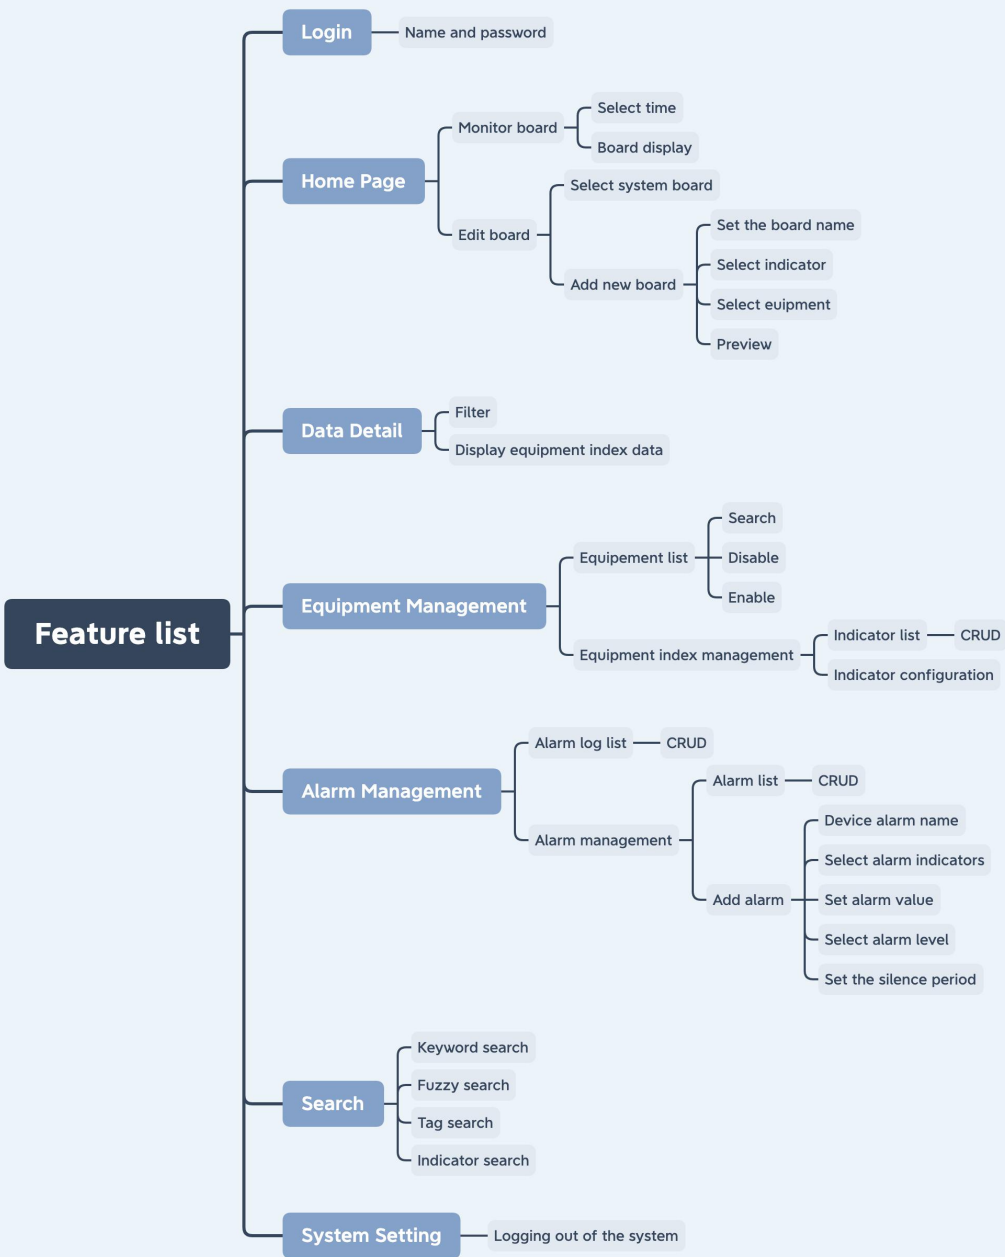 Feature list
Login
Name and password
Home Page
Monitor board
Select time
Board display
Edit board
Select system board
Add new board
Set the board name
Select indicator
Select euipment
Preview
Data Detail
Filter
Display equipment index data
Equipment Management
Equipement list
Search
Disable
Enable
Equipment index management
Indicator list
CRUD
Indicator configuration
Alarm Management
Alarm log list
CRUD
Alarm management
Alarm list
CRUD
Add alarm
Device alarm name
Select alarm indicators
Set alarm value
Select alarm level
Set the silence period
Search
Keyword search
Fuzzy search
Tag search
Indicator search
System Setting
Logging out of the system